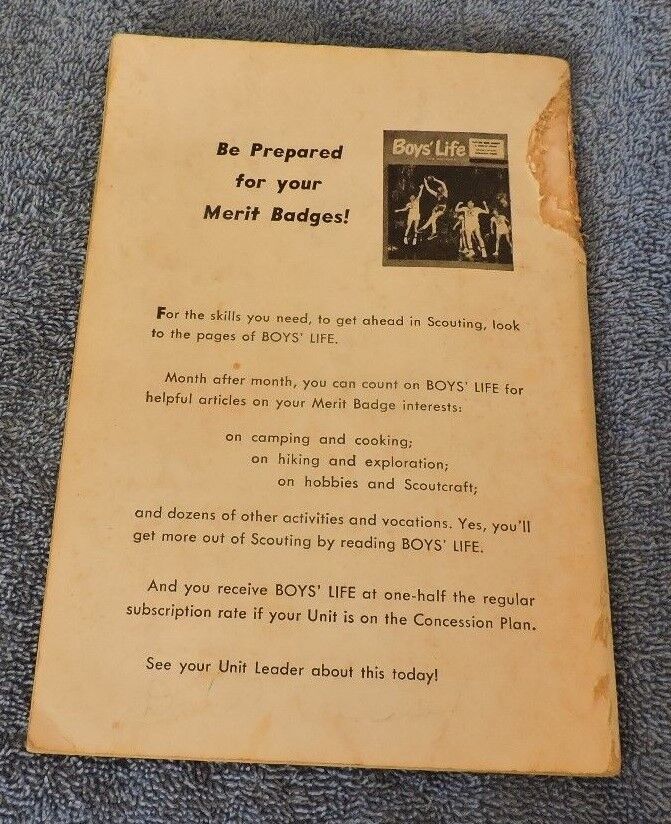 Be Prepared
for your
Merit Badges!
Boys' Life
For the skills you need, to get ahead in Scouting, look
to the pages of BOYS' LIFE.
Month after month, you can count on BOYS' LIFE for
helpful articles on your Merit Badge interests:
on camping and cooking;
on hiking and exploration;
on hobbies and Scoutcraft;
and dozens of other activities and vocations. Yes, you'll
get more out of Scouting by reading BOYS' LIFE.
And you receive BOYS' LIFE at one-half the regular
subscription rate if your Unit is on the Concession Plan.
See your Unit Leader about this today!